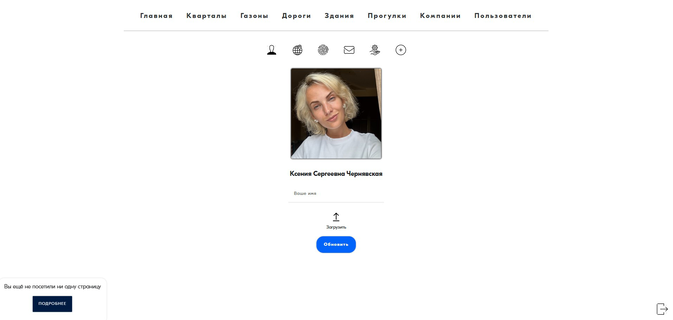 Главная Кварталы Газоны Дороги Здания Прогулки Компании Пользователи
Ксения Сергеевна Чернявская
Ваше имя
Загрузить
Обновить
Вы ещё не посетили ни одну страницу
ПОДРОБНЕЕ